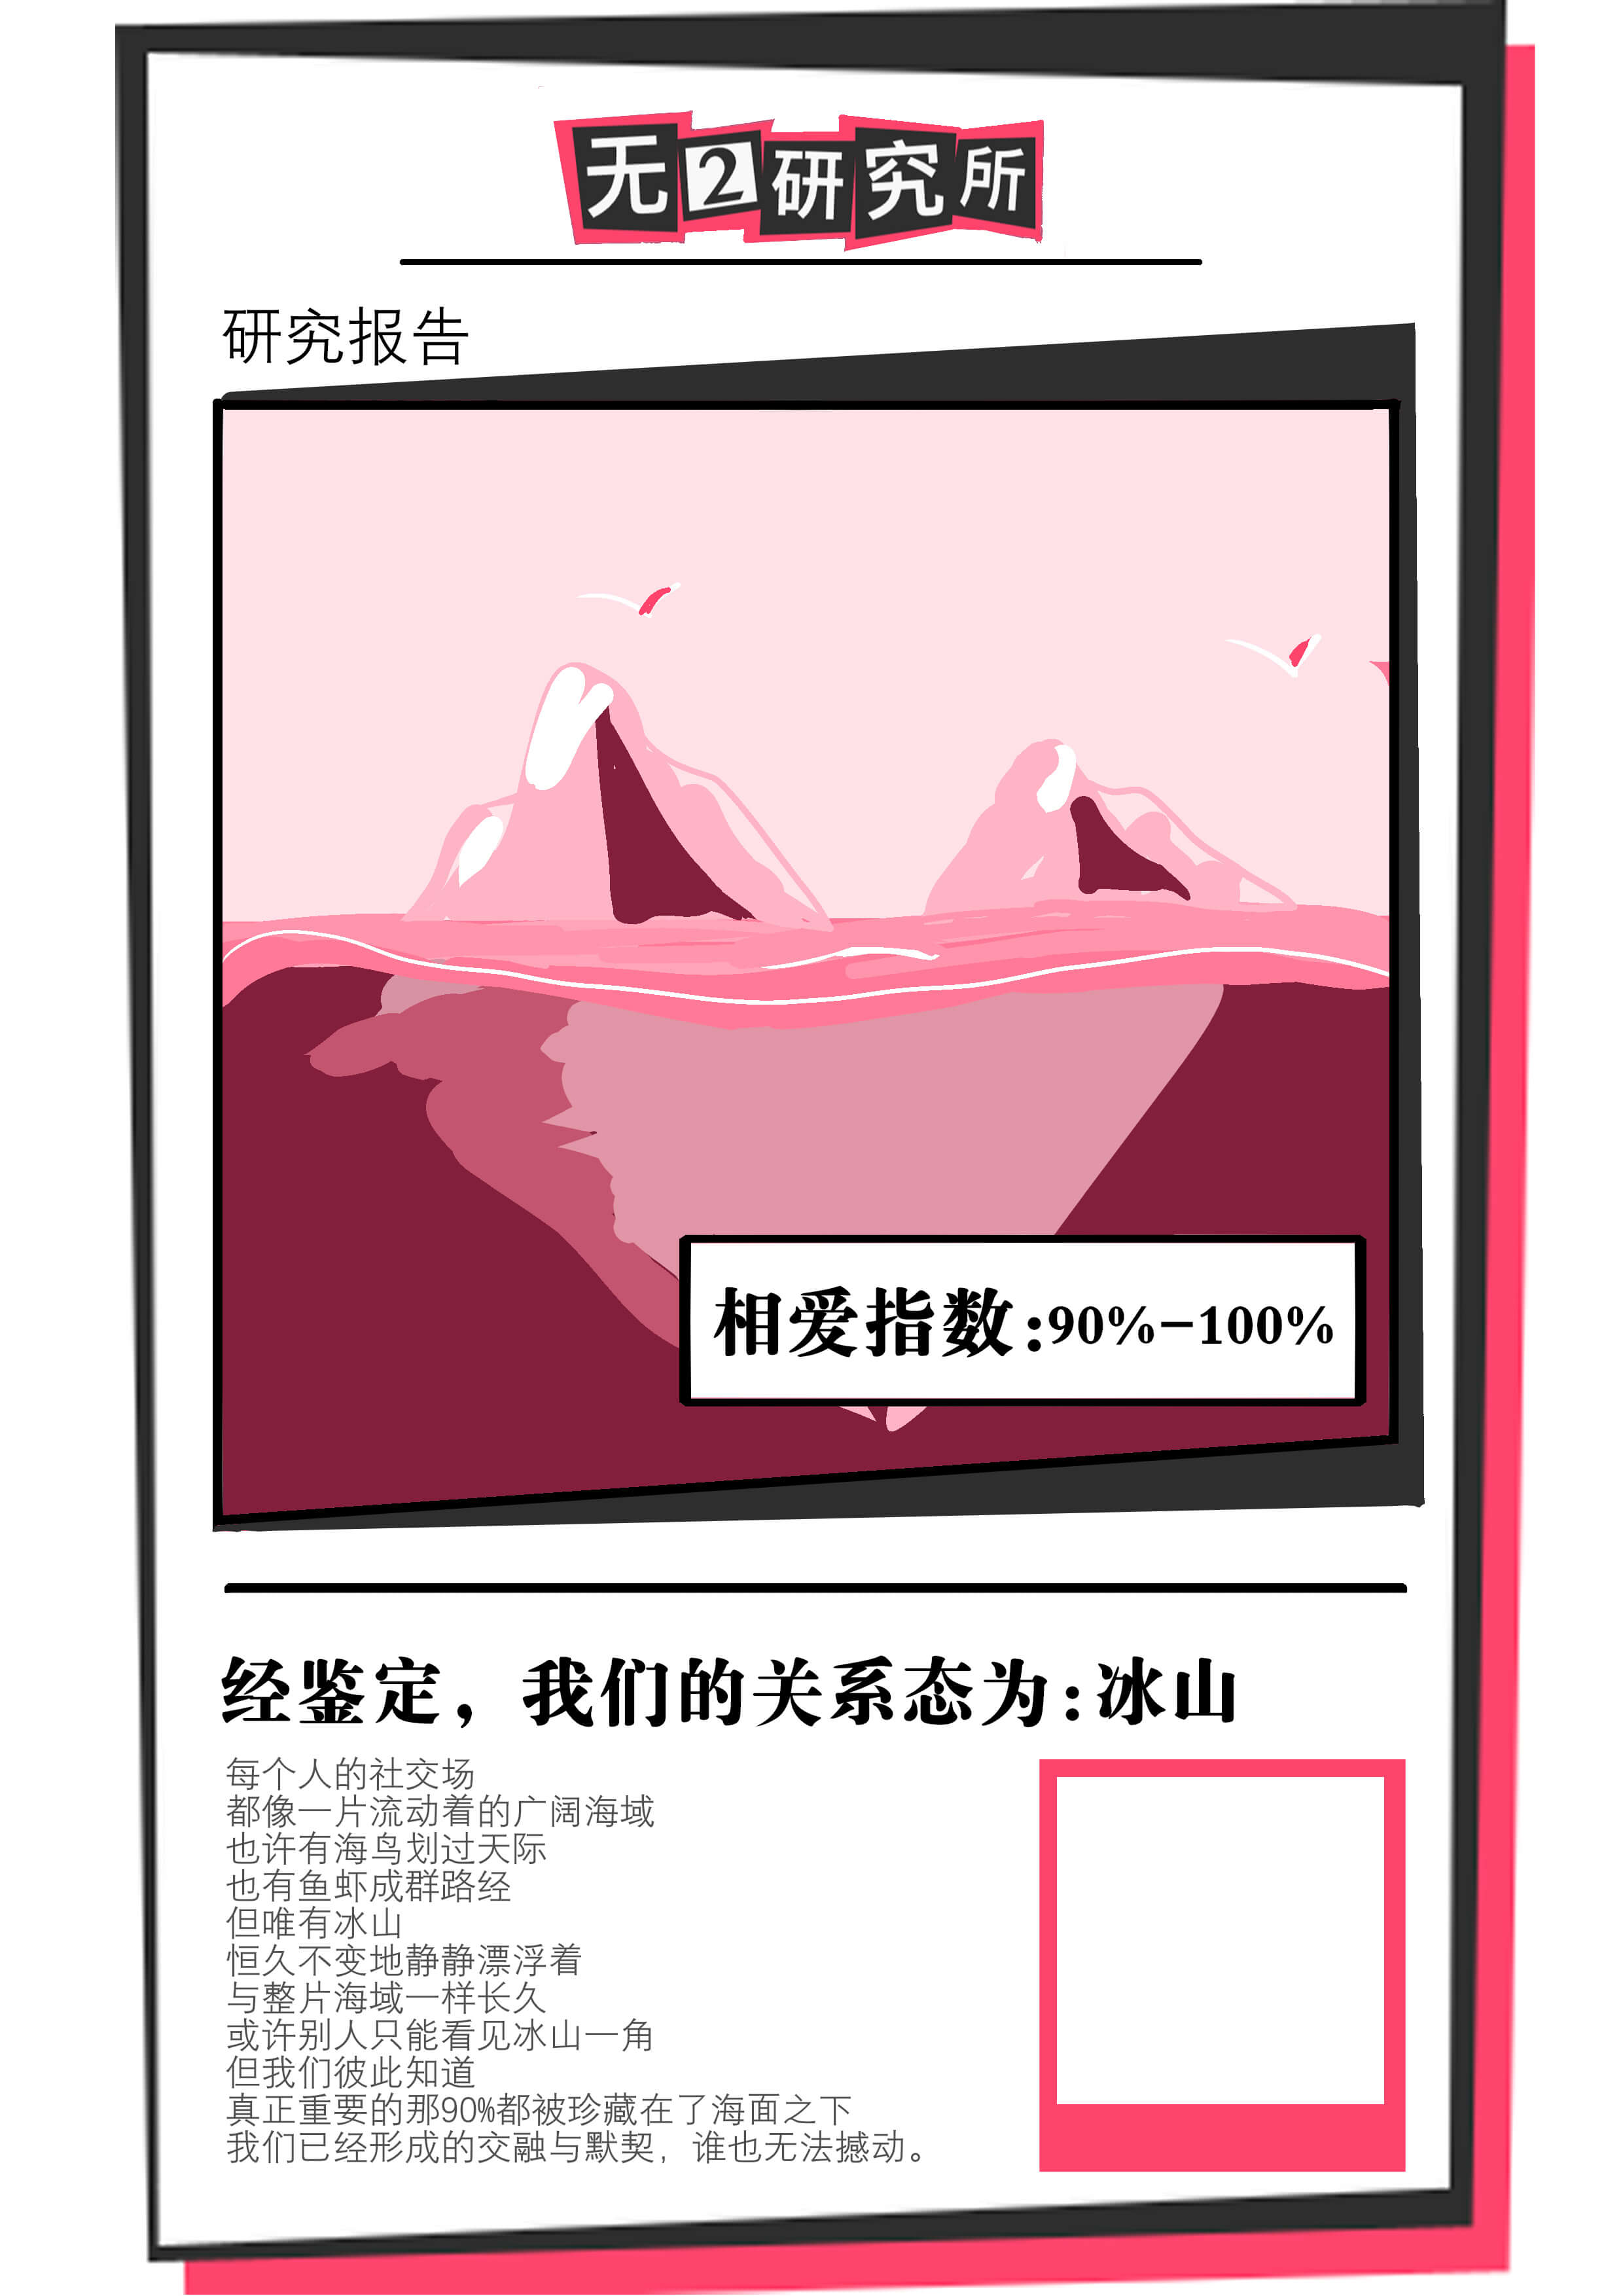 无2研究所
研究报告
相爱指数:90%-100%
经鉴定，我们的关系态为:冰山
每个人的社交场
都像一片流动着的广阔海域
也许有海鸟划过天际
也有鱼虾成群路经
但唯有冰山
恒久不变地静静漂浮着
与整片海域一样长久
或许别人只能看见冰山一角
但我们彼此知道
真正重要的那90%都被珍藏在了海面之下
我们已经形成的交融与默契，谁也无法撼动。